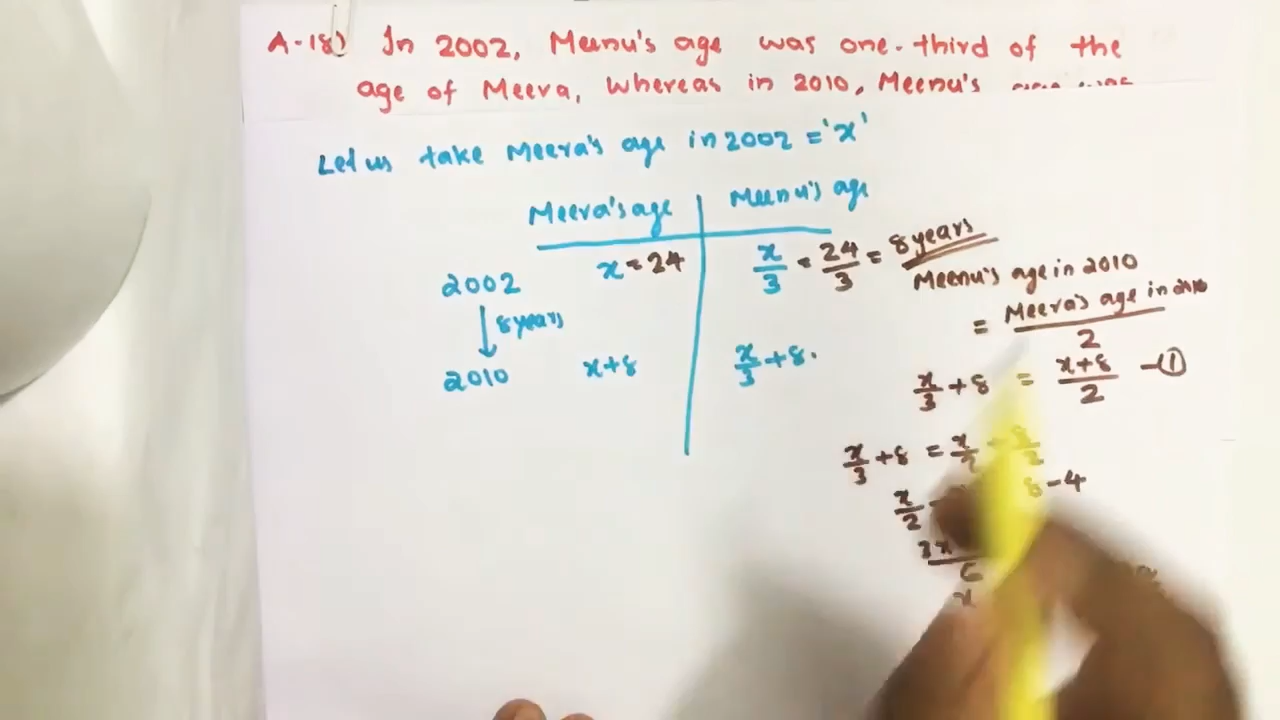 A-18) In 2002, Meenu's age was one-third of the
age of Meera, whereas in 2010, Meenu's
Let us take Meera's age in 2002 = 'x'
Meera's age Meenu's age
2002 x = 24 x/3 = 24/3 = 8 years
8 years
2010 x+8 x/3 + 8.
Meenu's age in 2010
= Meera's age in 2010 / 2
x/3 + 8 = x+8/2 - ①
x/3 + 8 = x/2
x/2 8 - 4
6
x